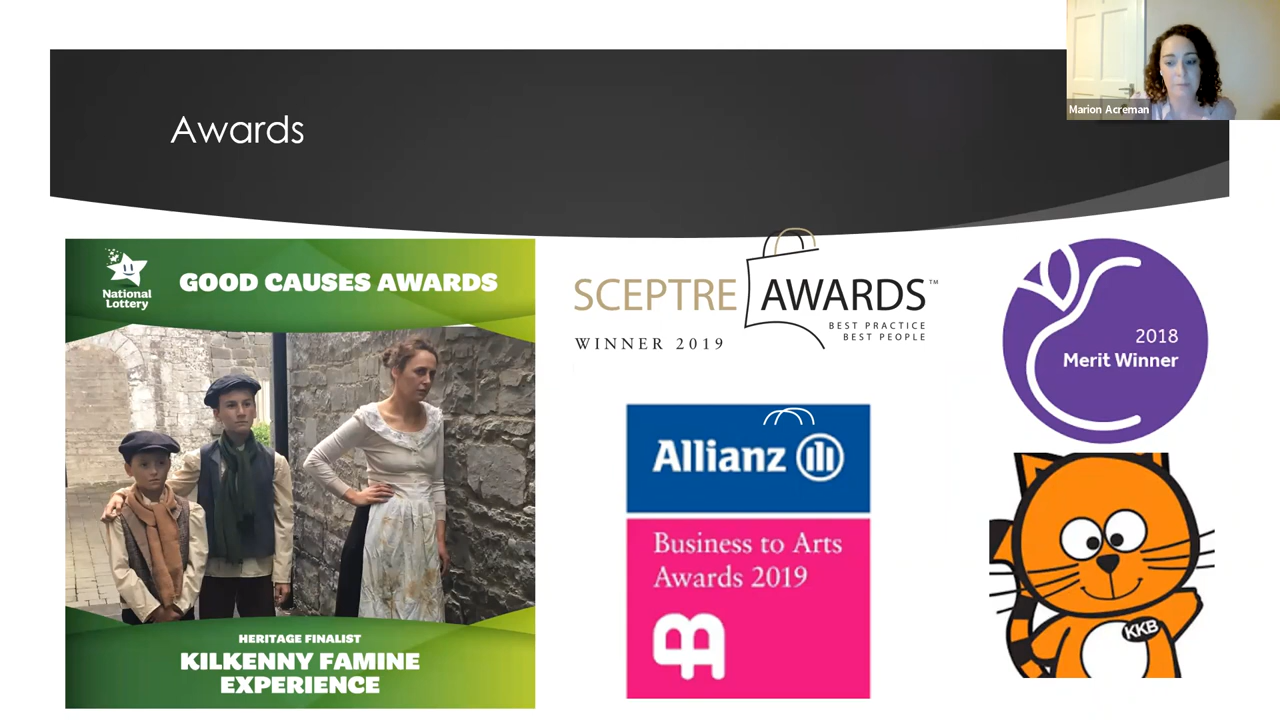 Marion Acreman
Awards
National
Lottery
GOOD CAUSES AWARDS
HERITAGE FINALIST
KILKENNY FAMINE
EXPERIENCE
SCEPTRE AWARDS™
BEST PRACTICE
BEST PEOPLE
WINNER 2019
Allianz
Business to Arts
Awards 2019
2018
Merit Winner
KKB